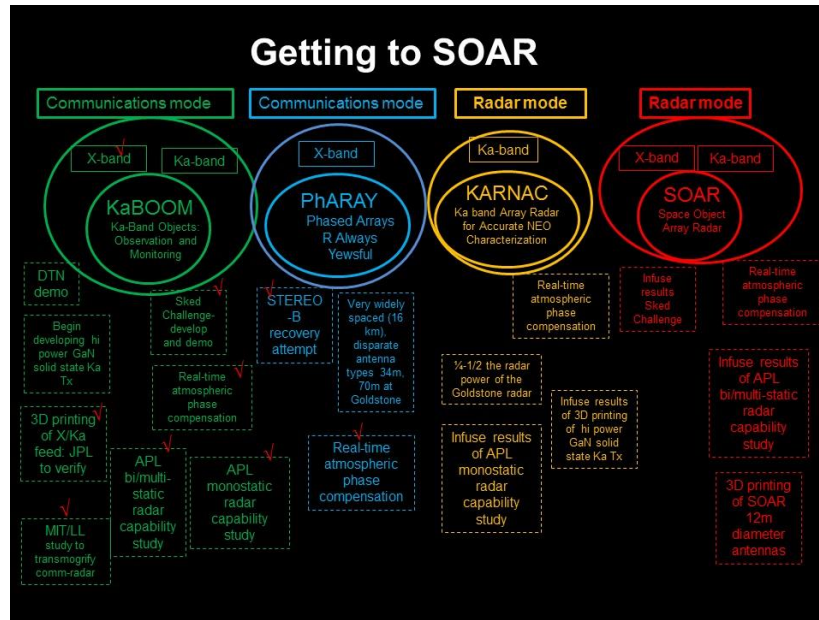 Getting to SOAR
Communications mode
√
X-band
Ka-band
KaBOOM
Ka-Band Objects:
Observation and
Monitoring
DTN
demo
√
Sked
Challenge-
develop
and demo
Begin
developing hi
power GaN
solid state Ka
Tx
√
Real-time
atmospheric
phase
compensation
√
3D printing
of X/Ka
feed: JPL
to verify
√
APL
bi/multi-
static
radar
capability
study
√
APL
monostatic
radar
capability
study
√
MIT/LL
study to
transmogrify
comm-radar
Communications mode
X-band
PhARAY
Phased Arrays
R Always
Yewsful
√
STEREO
-B
recovery
attempt
Very widely
spaced (16
km),
disparate
antenna
types 34m,
70m at
Goldstone
√
Real-time
atmospheric
phase
compensation
Radar mode
Ka-band
KARNAC
Ka band Array Radar
for Accurate NEO
Characterization
Real-time
atmospheric
phase
compensation
¼-1/2 the radar
power of the
Goldstone radar
Infuse results
of 3D printing
of hi power
GaN solid
state Ka Tx
Infuse results
of APL
monostatic
radar
capability
study
Radar mode
X-band
Ka-band
SOAR
Space Object
Array Radar
Infuse
results
Sked
Challenge
Real-time
atmospheric
phase
compensation
Infuse results
of APL
bi/multi-static
radar
capability
study
3D printing
of SOAR
12m
diameter
antennas